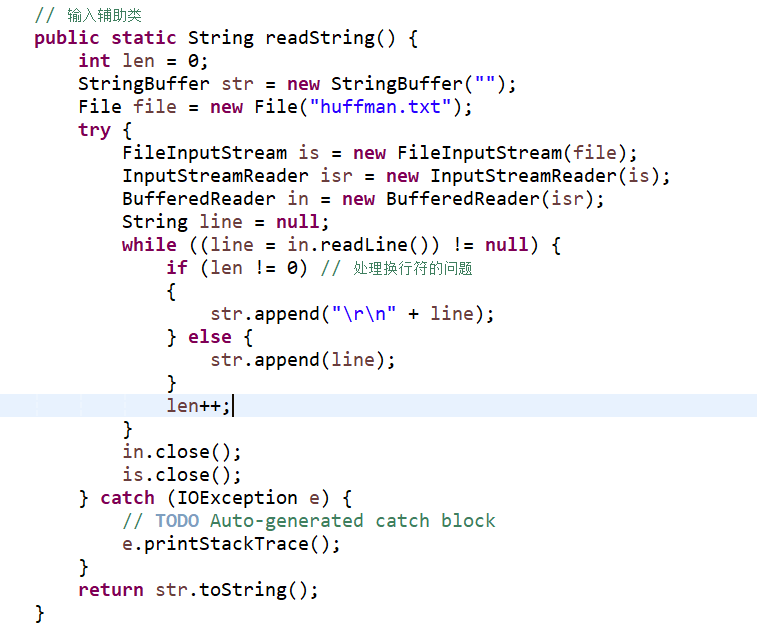 // 输入辅助类
public static String readString() {
    int len = 0;
    StringBuffer str = new StringBuffer("");
    File file = new File("huffman.txt");
    try {
        FileInputStream is = new FileInputStream(file);
        InputStreamReader isr = new InputStreamReader(is);
        BufferedReader in = new BufferedReader(isr);
        String line = null;
        while ((line = in.readLine()) != null) {
            if (len != 0) // 处理换行符的问题
            {
                str.append("\r\n" + line);
            } else {
                str.append(line);
            }
            len++;
        }
        in.close();
        is.close();
    } catch (IOException e) {
        // TODO Auto-generated catch block
        e.printStackTrace();
    }
    return str.toString();
}